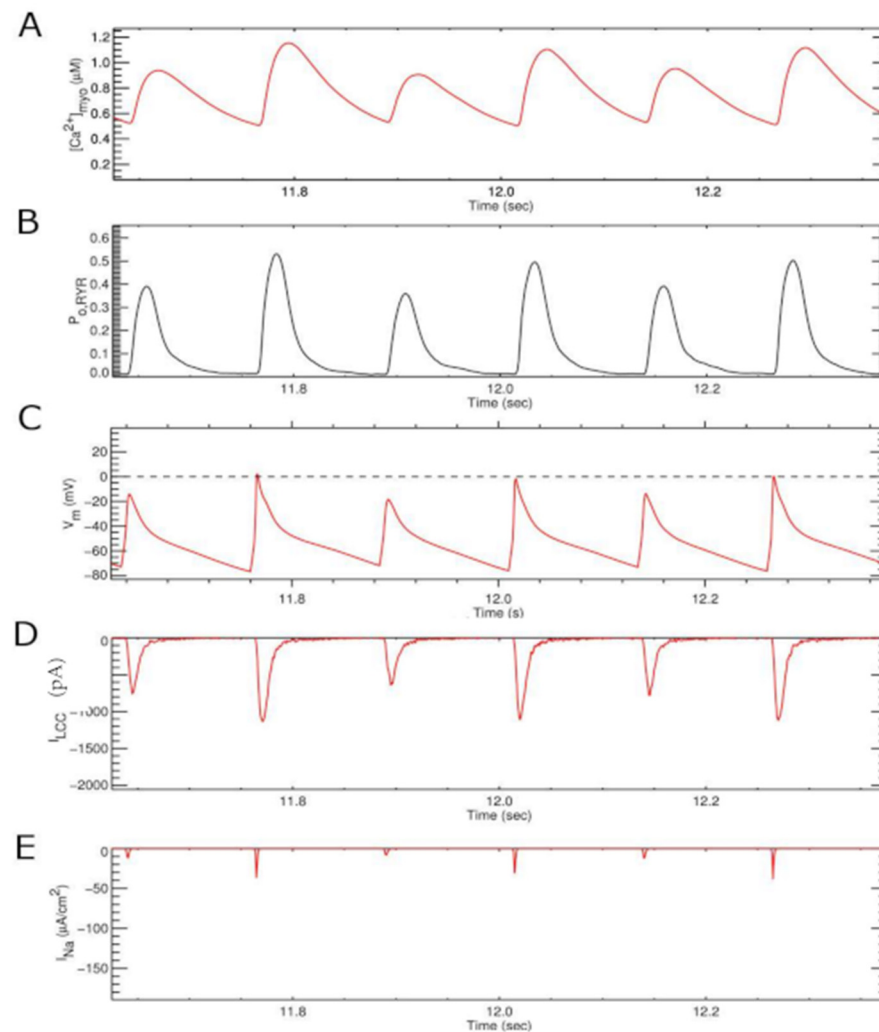 A
1.2
1.0
0.8
0.6
0.4
0.2
[Ca2+]myo (μM)
11.8 12.0 12.2
Time (sec)
B
0.6
0.5
0.4
0.3
0.2
0.1
0.0
Po,RYR
11.8 12.0 12.2
Time (sec)
C
20
0
−20
−40
−60
−80
Vm (mV)
11.8 12.0 12.2
Time (s)
D
0
−1500
−2000
ILCC (pA)
11.8 12.0 12.2
Time (sec)
E
0
−50
−100
−150
INa (μA/cm2)
11.8 12.0 12.2
Time (sec)